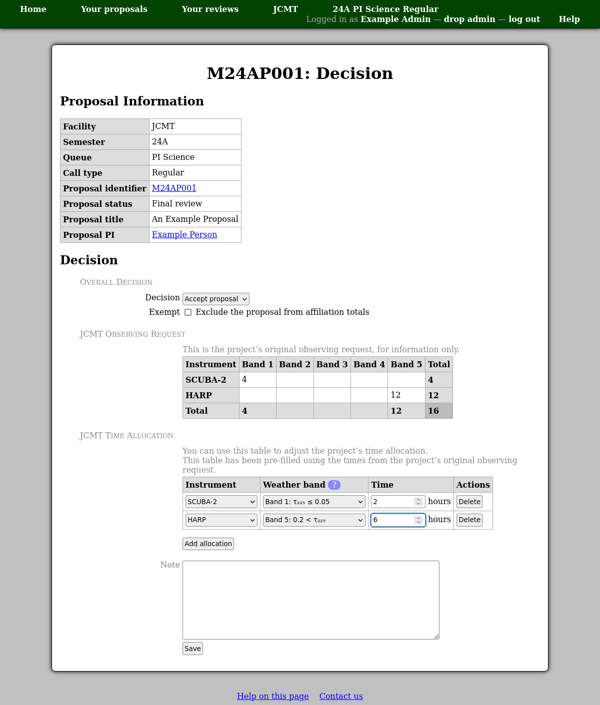 Home Your proposals Your reviews JCMT 24A PI Science Regular
Logged in as Example Admin — drop admin — log out Help
M24AP001: Decision
Proposal Information
Facility JCMT
Semester 24A
Queue PI Science
Call type Regular
Proposal identifier M24AP001
Proposal status Final review
Proposal title An Example Proposal
Proposal PI Example Person
Decision
Overall Decision
Decision Accept proposal
Exempt Exclude the proposal from affiliation totals
JCMT Observing Request
This is the project’s original observing request, for information only.
Instrument Band 1 Band 2 Band 3 Band 4 Band 5 Total
SCUBA-2 4 4
HARP 12 12
Total 4 12 16
JCMT Time Allocation
You can use this table to adjust the project’s time allocation.
This table has been pre-filled using the times from the project’s original observing
request.
Instrument Weather band ? Time Actions
SCUBA-2 Band 1: τ₂₂₅ ≤ 0.05 2 hours Delete
HARP Band 5: 0.2 < τ₂₂₅ 6 hours Delete
Add allocation
Note
Save
Help on this page Contact us